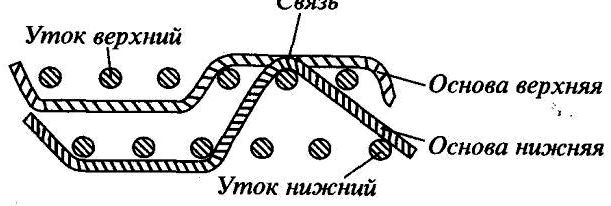 Связь
Уток верхний
Основа верхняя
Основа нижняя
Уток нижний